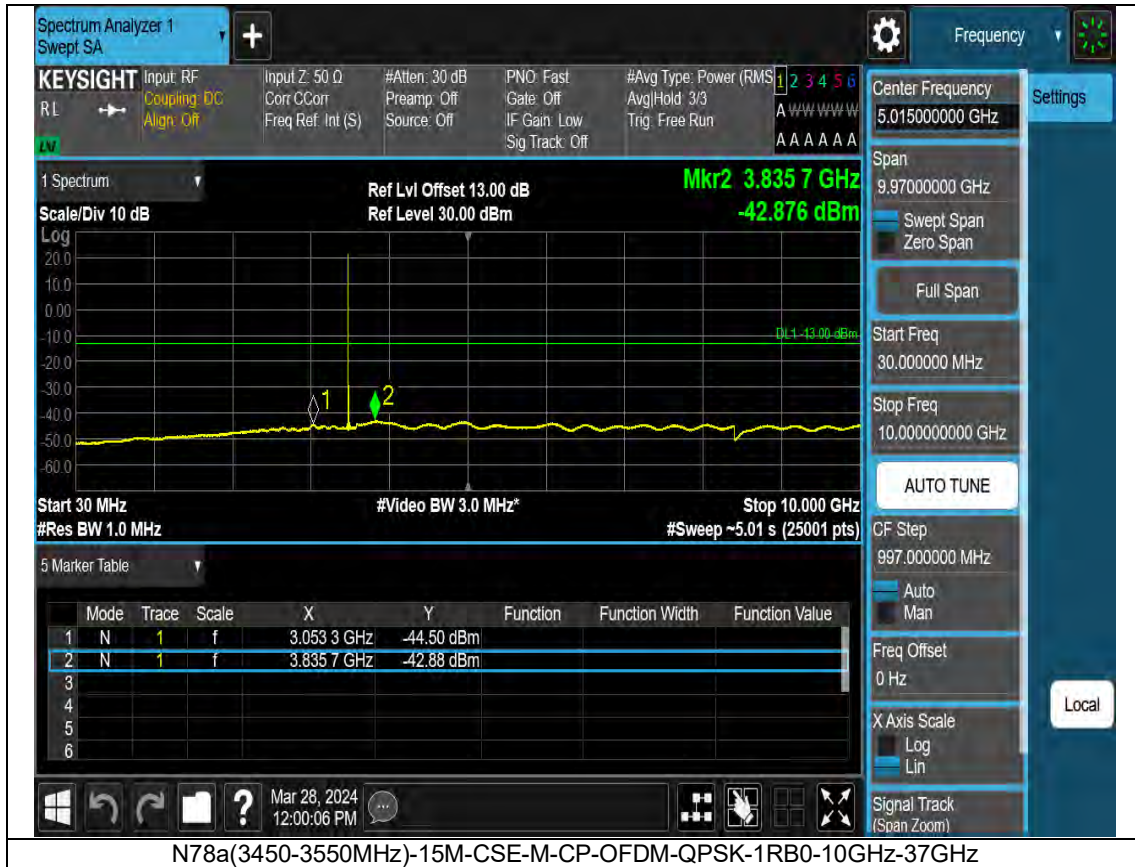 Spectrum Analyzer 1
Swept SA
Frequency
KEYSIGHT
RL
LXI
Input: RF
Coupling: DC
Align: Off
Input Z: 50 Ω
Corr CCorr
Freq Ref: Int (S)
#Atten: 30 dB
Preamp: Off
Source: Off
PNO: Fast
Gate: Off
IF Gain: Low
Sig Track: Off
#Avg Type: Power (RMS
Avg|Hold: 3/3
Trig: Free Run
1 2 3 4 5 6
A W W W W W
A A A A A A
1 Spectrum
Scale/Div 10 dB
Log
Ref Lvl Offset 13.00 dB
Ref Level 30.00 dBm
Mkr2 3.835 7 GHz
-42.876 dBm
20.0
10.0
0.00
-10.0
-20.0
-30.0
-40.0
-50.0
-60.0
DL1 -13.00 dBm
1
2
Start 30 MHz
#Video BW 3.0 MHz*
Stop 10.000 GHz
#Res BW 1.0 MHz
#Sweep ~5.01 s (25001 pts)
5 Marker Table
Mode Trace Scale X Y Function Function Width Function Value
1 N 1 f 3.053 3 GHz -44.50 dBm
2 N 1 f 3.835 7 GHz -42.88 dBm
3
4
5
6
Mar 28, 2024
12:00:06 PM
Center Frequency
5.015000000 GHz
Settings
Span
9.97000000 GHz
Swept Span
Zero Span
Full Span
Start Freq
30.000000 MHz
Stop Freq
10.000000000 GHz
AUTO TUNE
CF Step
997.000000 MHz
Auto
Man
Freq Offset
0 Hz
X Axis Scale
Log
Lin
Local
Signal Track
(Span Zoom)
N78a(3450-3550MHz)-15M-CSE-M-CP-OFDM-QPSK-1RB0-10GHz-37GHz